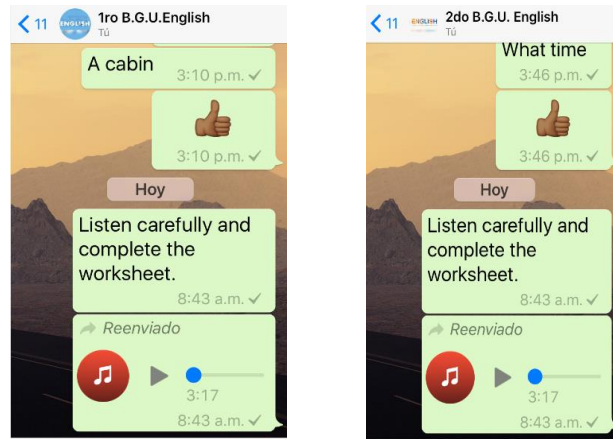 11
ENGLISH
1ro B.G.U.English
Tú
A cabin
3:10 p.m.
3:10 p.m.
Hoy
Listen carefully and
complete the
worksheet.
8:43 a.m.
Reenviado
3:17
8:43 a.m.
11
ENGLISH
2do B.G.U. English
Tú
What time
3:46 p.m.
3:46 p.m.
Hoy
Listen carefully and
complete the
worksheet.
8:43 a.m.
Reenviado
3:17
8:43 a.m.